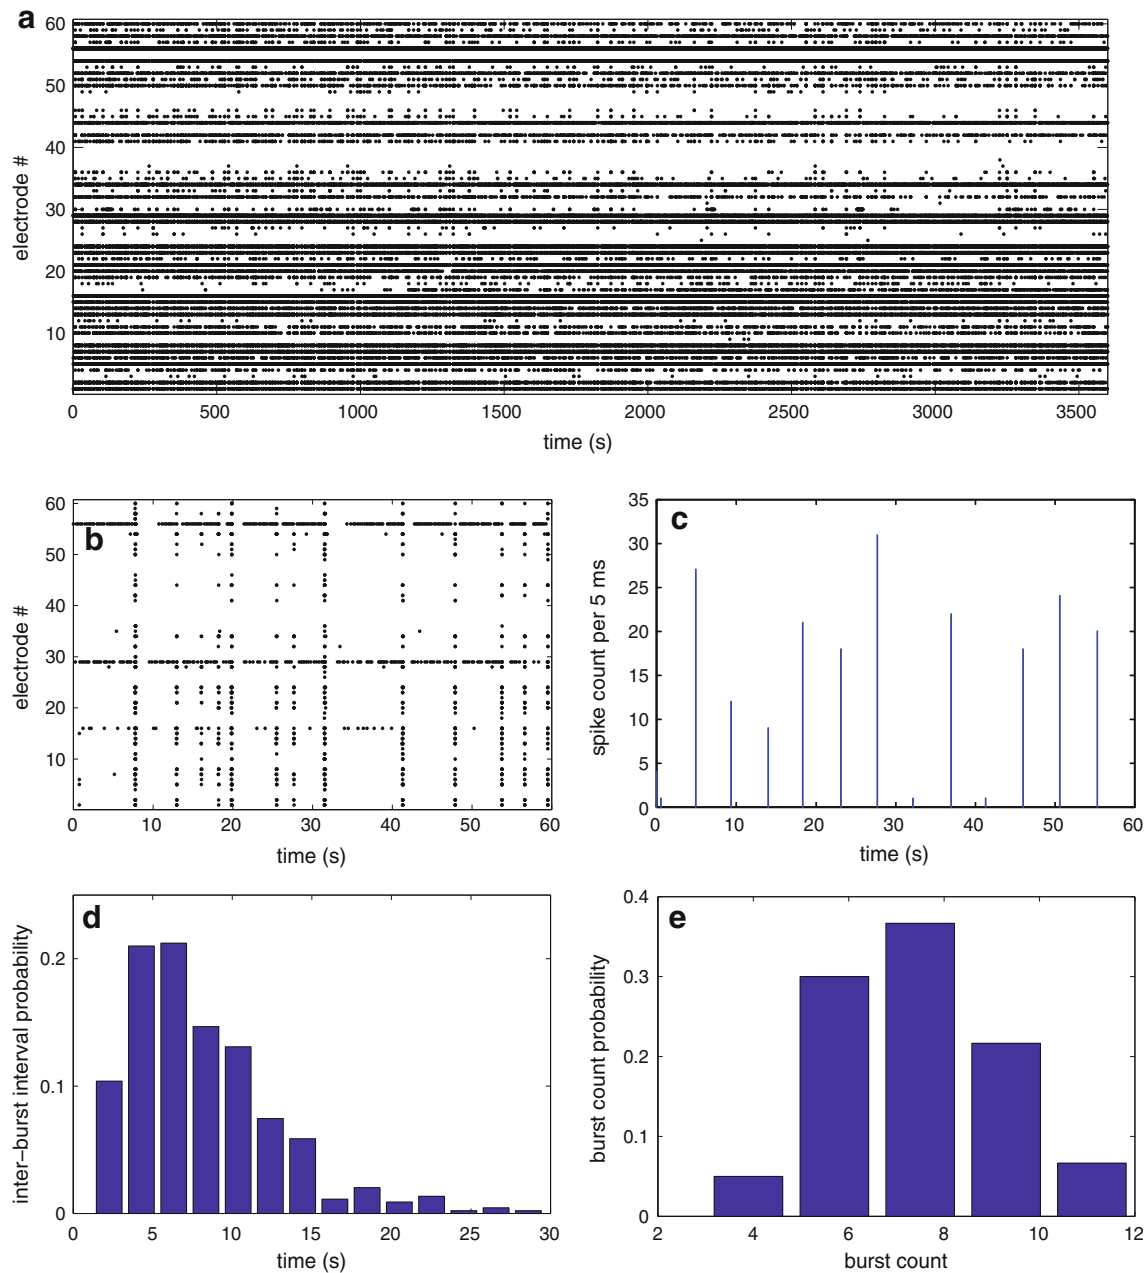 a
60
50
40
30
20
10
electrode #
0 500 1000 1500 2000 2500 3000 3500
time (s)
b
60
50
40
30
20
10
electrode #
0 10 20 30 40 50 60
time (s)
c
35
30
25
20
15
10
5
0
spike count per 5 ms
0 10 20 30 40 50 60
time (s)
d
0.2
0.1
0
inter-burst interval probability
0 5 10 15 20 25 30
time (s)
e
0.4
0.3
0.2
0.1
0
burst count probability
2 4 6 8 10 12
burst count